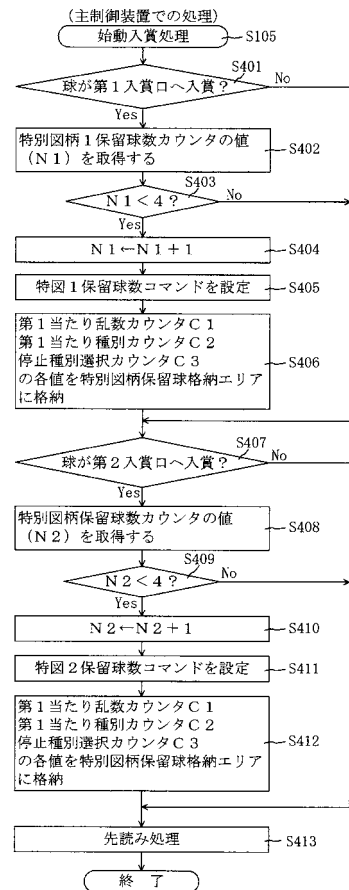 (主制御装置での処理)
始動入賞処理
S105
球が第1入賞口へ入賞?
S401
No
Yes
特別図柄1保留球数カウンタの値
(N1)を取得する
S402
N1<4?
S403
No
Yes
N1←N1+1
S404
特図1保留球数コマンドを設定
S405
第1当たり乱数カウンタC1
第1当たり種別カウンタC2
停止種別選択カウンタC3
の各値を特別図柄保留球格納エリア
に格納
S406
球が第2入賞口へ入賞?
S407
No
Yes
特別図柄保留球数カウンタの値
(N2)を取得する
S408
N2<4?
S409
No
Yes
N2←N2+1
S410
特図2保留球数コマンドを設定
S411
第1当たり乱数カウンタC1
第1当たり種別カウンタC2
停止種別選択カウンタC3
の各値を特別図柄保留球格納エリア
に格納
S412
先読み処理
S413
終 了